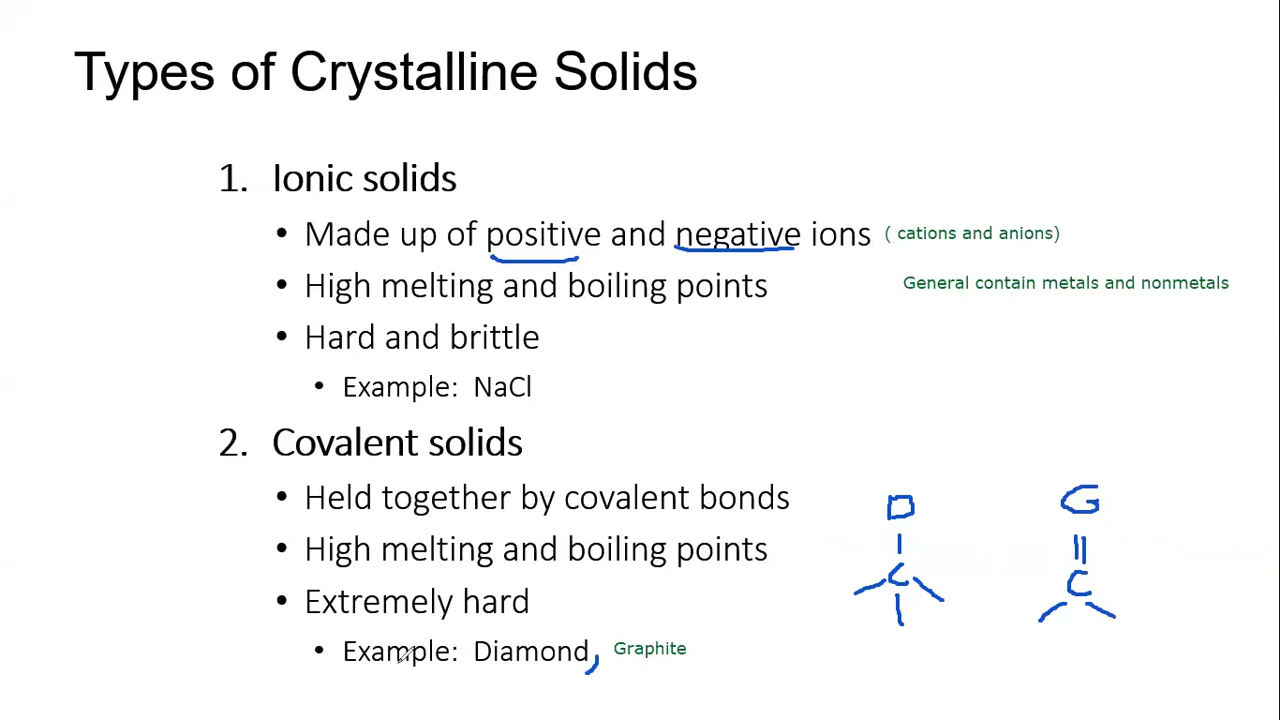 Types of Crystalline Solids
1. Ionic solids
• Made up of positive and negative ions ( cations and anions)
• High melting and boiling points General contain metals and nonmetals
• Hard and brittle
• Example: NaCl
2. Covalent solids
• Held together by covalent bonds D G
• High melting and boiling points
C C
• Extremely hard
• Example: Diamond, Graphite